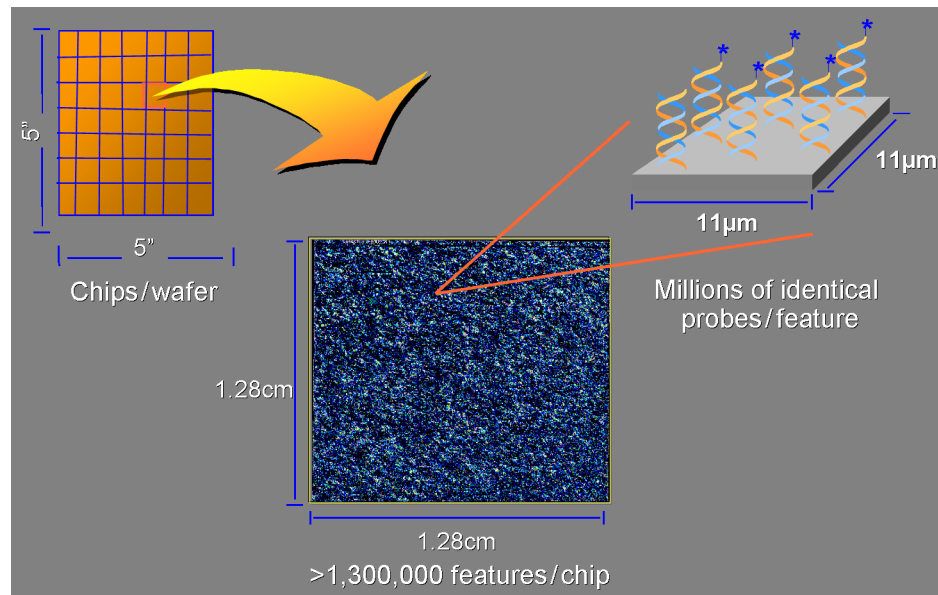 5"
5"
Chips/wafer
* * * * *
11µm
11µm
Millions of identical
probes/feature
1.28cm
1.28cm
>1,300,000 features/chip